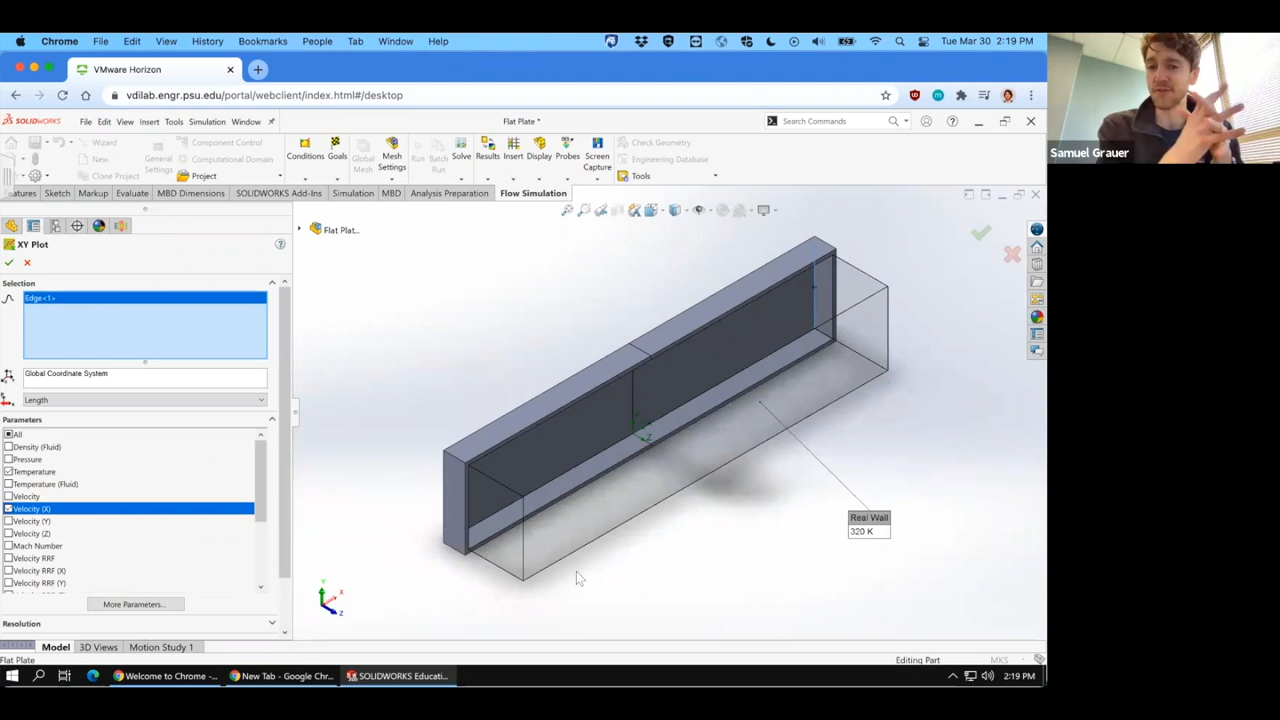 Chrome File Edit View History Bookmarks People Tab Window Help Tue Mar 30 2:19 PM
VMware Horizon
vdilab.engr.psu.edu/portal/webclient/index.html#/desktop
SOLIDWORKS File Edit View Insert Tools Simulation Window Flat Plate * Search Commands
Wizard
New
Clone Project
General Settings
Component Control
Computational Domain
Project
Conditions Goals Global Mesh Mesh Settings Run Batch Run Solve Results Insert Display Probes Screen Capture
Check Geometry
Engineering Database
Tools
eatures Sketch Markup Evaluate MBD Dimensions SOLIDWORKS Add-Ins Simulation MBD Analysis Preparation Flow Simulation
Flat Plat...
XY Plot
Selection
Edge<1>
Global Coordinate System
Length
Parameters
All
Density (Fluid)
Pressure
Temperature
Temperature (Fluid)
Velocity
Velocity (X)
Velocity (Y)
Velocity (Z)
Mach Number
Velocity RRF
Velocity RRF (X)
Velocity RRF (Y)
More Parameters...
Resolution
Y
Z
Real Wall
320 K
Y
X
Z
Model 3D Views Motion Study 1
Flat Plate Editing Part MKS
Welcome to Chrome -... New Tab - Google Chr... SOLIDWORKS Educati... 2:19 PM
Samuel Grauer